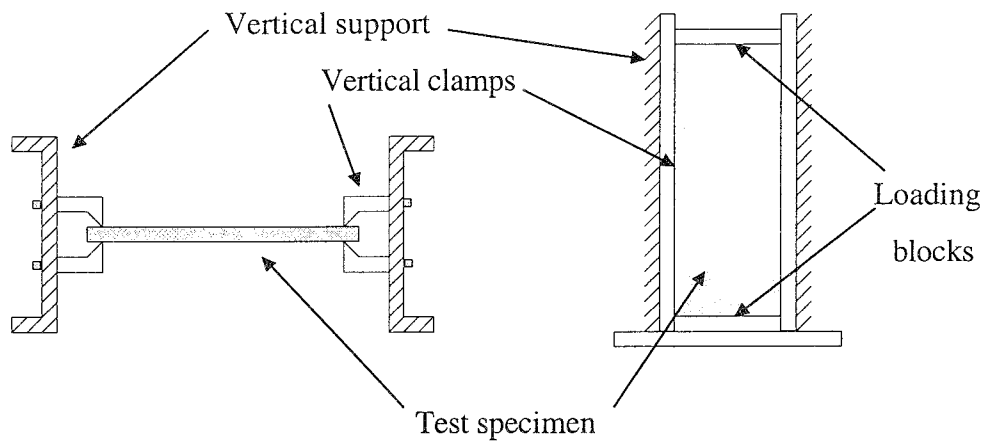 Vertical support
Vertical clamps
Loading
blocks
Test specimen